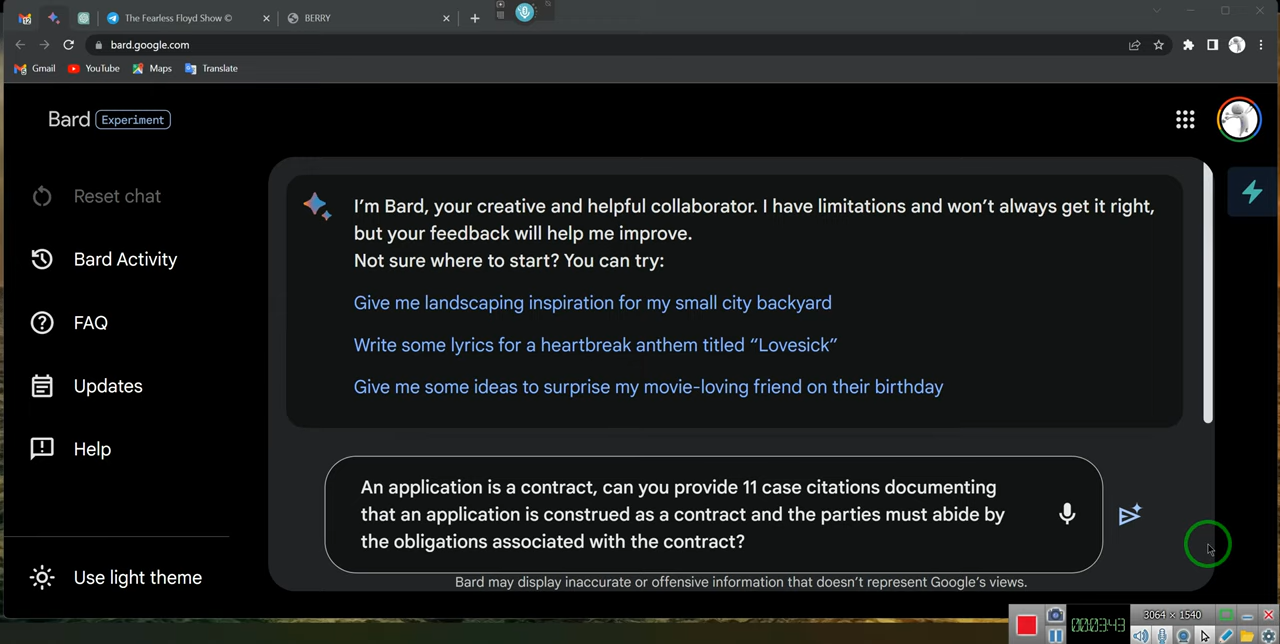 The Fearless Floyd Show ©
BERRY
bard.google.com
Gmail
YouTube
Maps
Translate
Bard
Experiment
Reset chat
Bard Activity
FAQ
Updates
Help
Use light theme
I'm Bard, your creative and helpful collaborator. I have limitations and won't always get it right,
but your feedback will help me improve.
Not sure where to start? You can try:
Give me landscaping inspiration for my small city backyard
Write some lyrics for a heartbreak anthem titled “Lovesick”
Give me some ideas to surprise my movie-loving friend on their birthday
An application is a contract, can you provide 11 case citations documenting
that an application is construed as a contract and the parties must abide by
the obligations associated with the contract?
Bard may display inaccurate or offensive information that doesn't represent Google's views.
3064 × 1540
000343